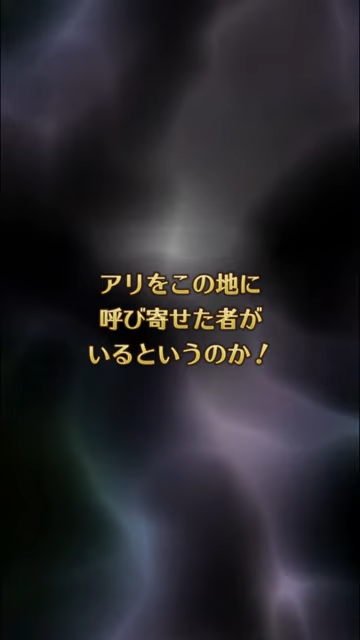 アリをこの地に
呼び寄せた者が
いるというのか！